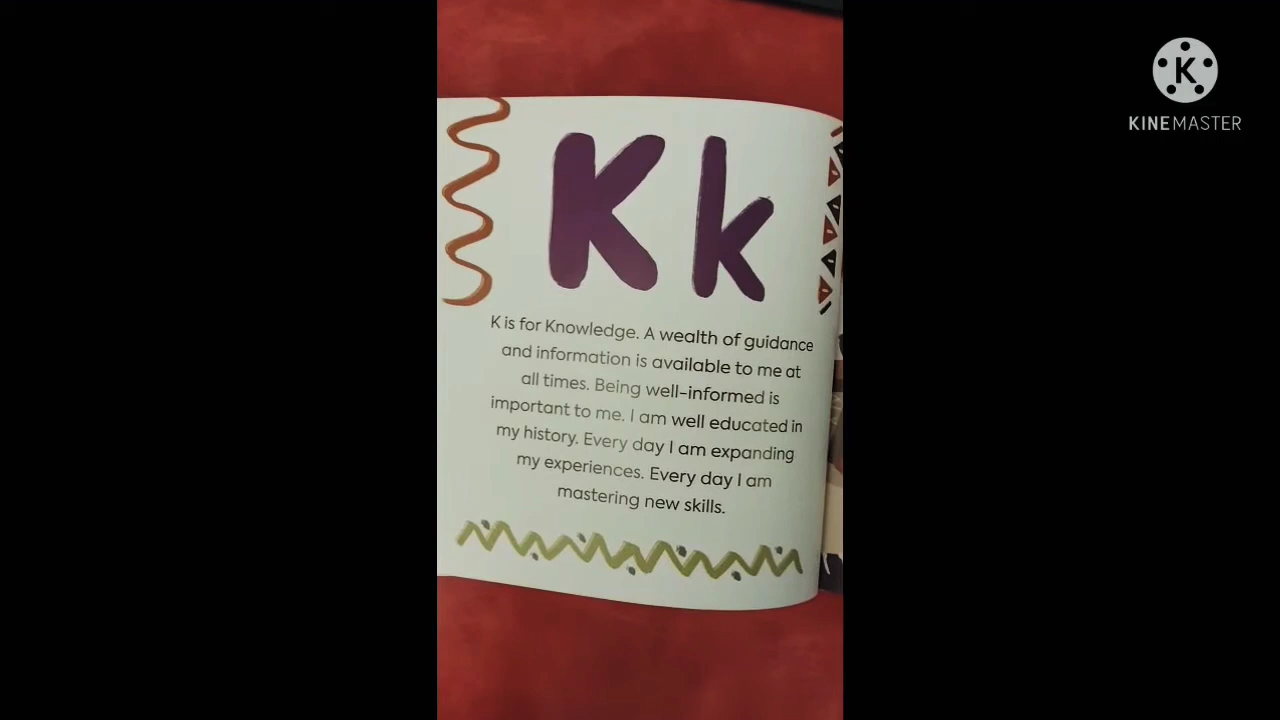 K k
K is for Knowledge. A wealth of guidance
and information is available to me at
all times. Being well-informed is
important to me. I am well educated in
my history. Every day I am expanding
my experiences. Every day I am
mastering new skills.
K
KINEMASTER